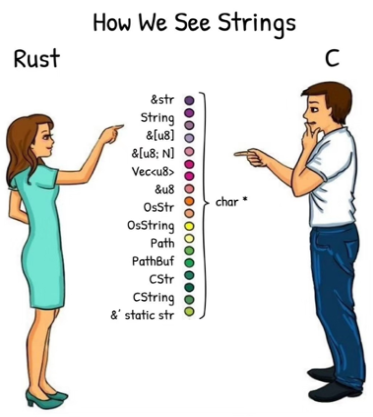 How We See Strings
Rust
C
&str
String
&[u8]
&[u8; N]
Vec<u8>
&u8
OsStr
OsString
Path
PathBuf
CStr
CString
&' static str
char *